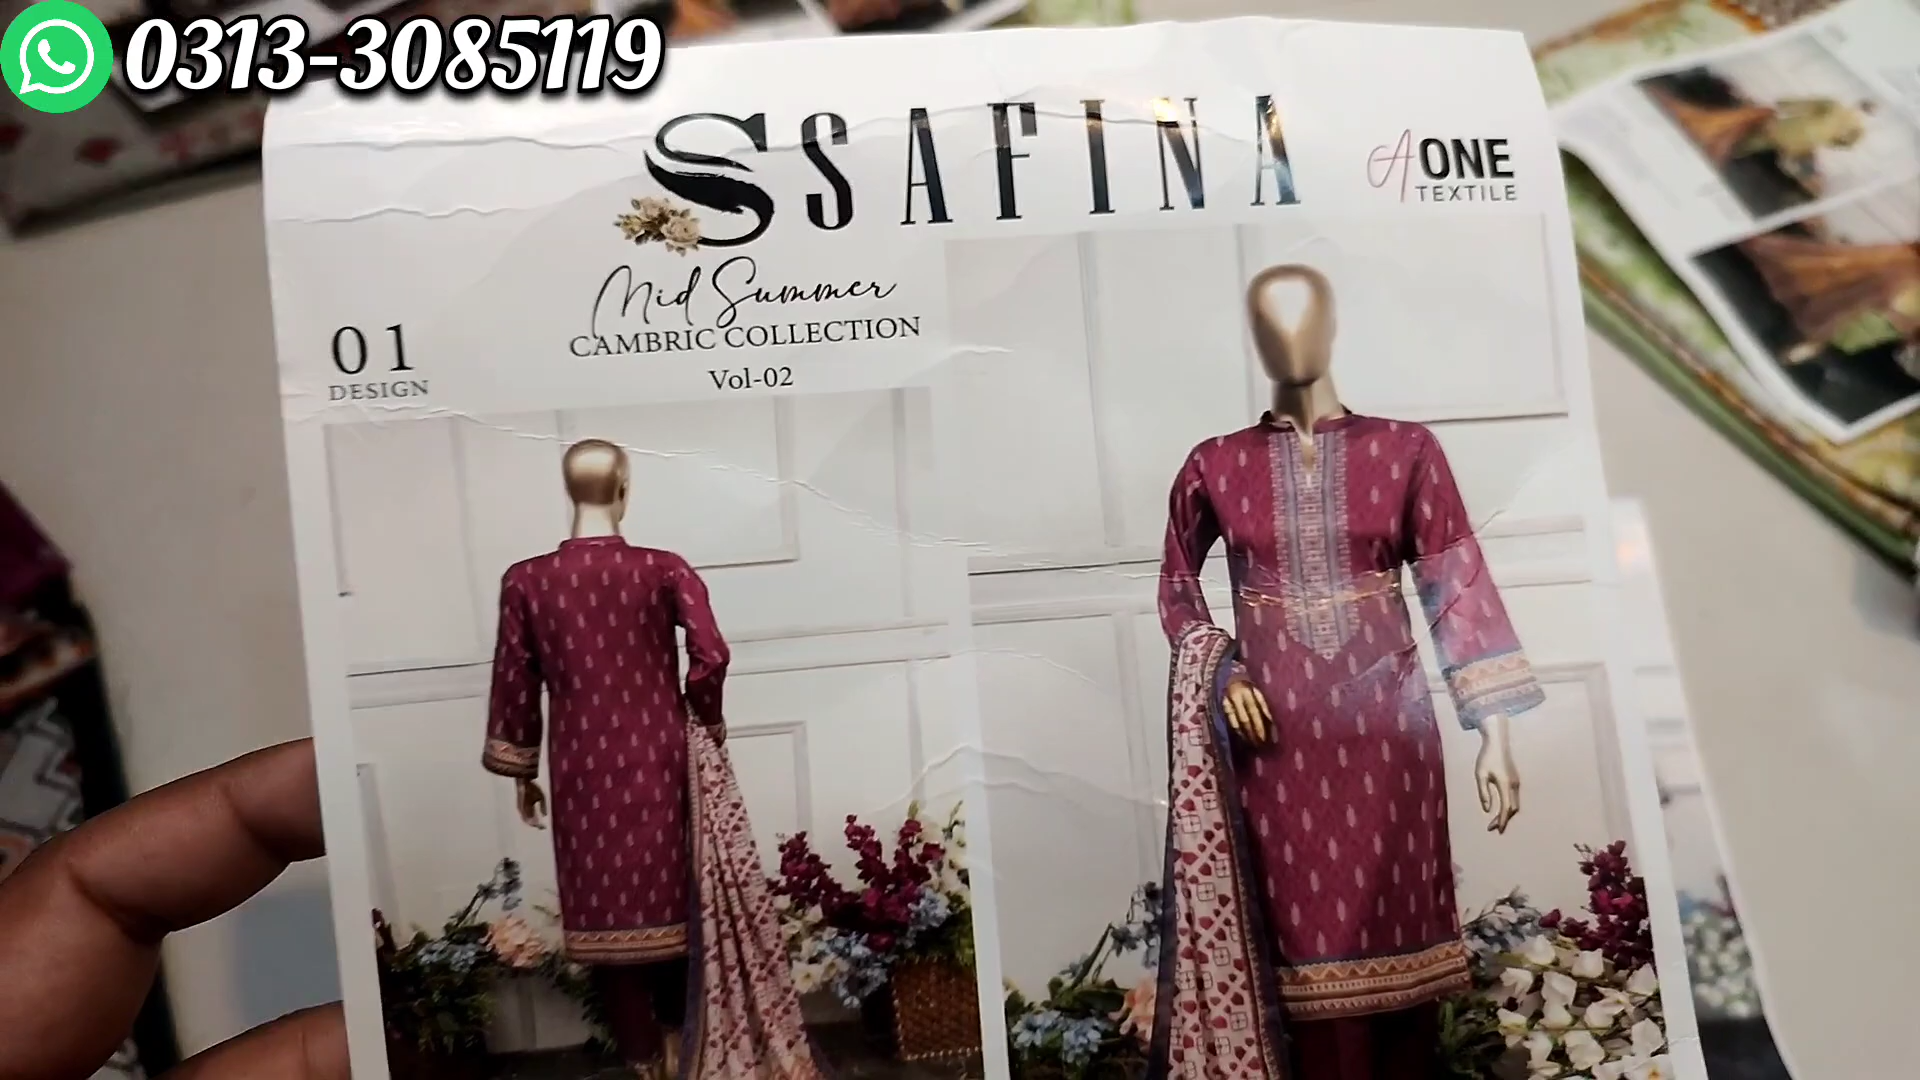 0313-3085119
S SAFINA
A ONE
TEXTILE
Mid Summer
CAMBRIC COLLECTION
Vol-02
01
DESIGN